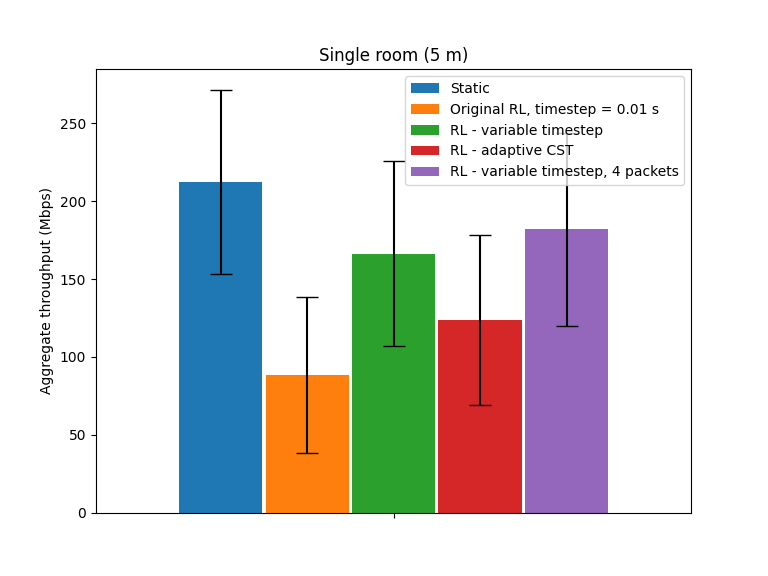 Single room (5 m)
Static
Original RL, timestep = 0.01 s
RL - variable timestep
RL - adaptive CST
RL - variable timestep, 4 packets
Aggregate throughput (Mbps)
250
200
150
100
50
0